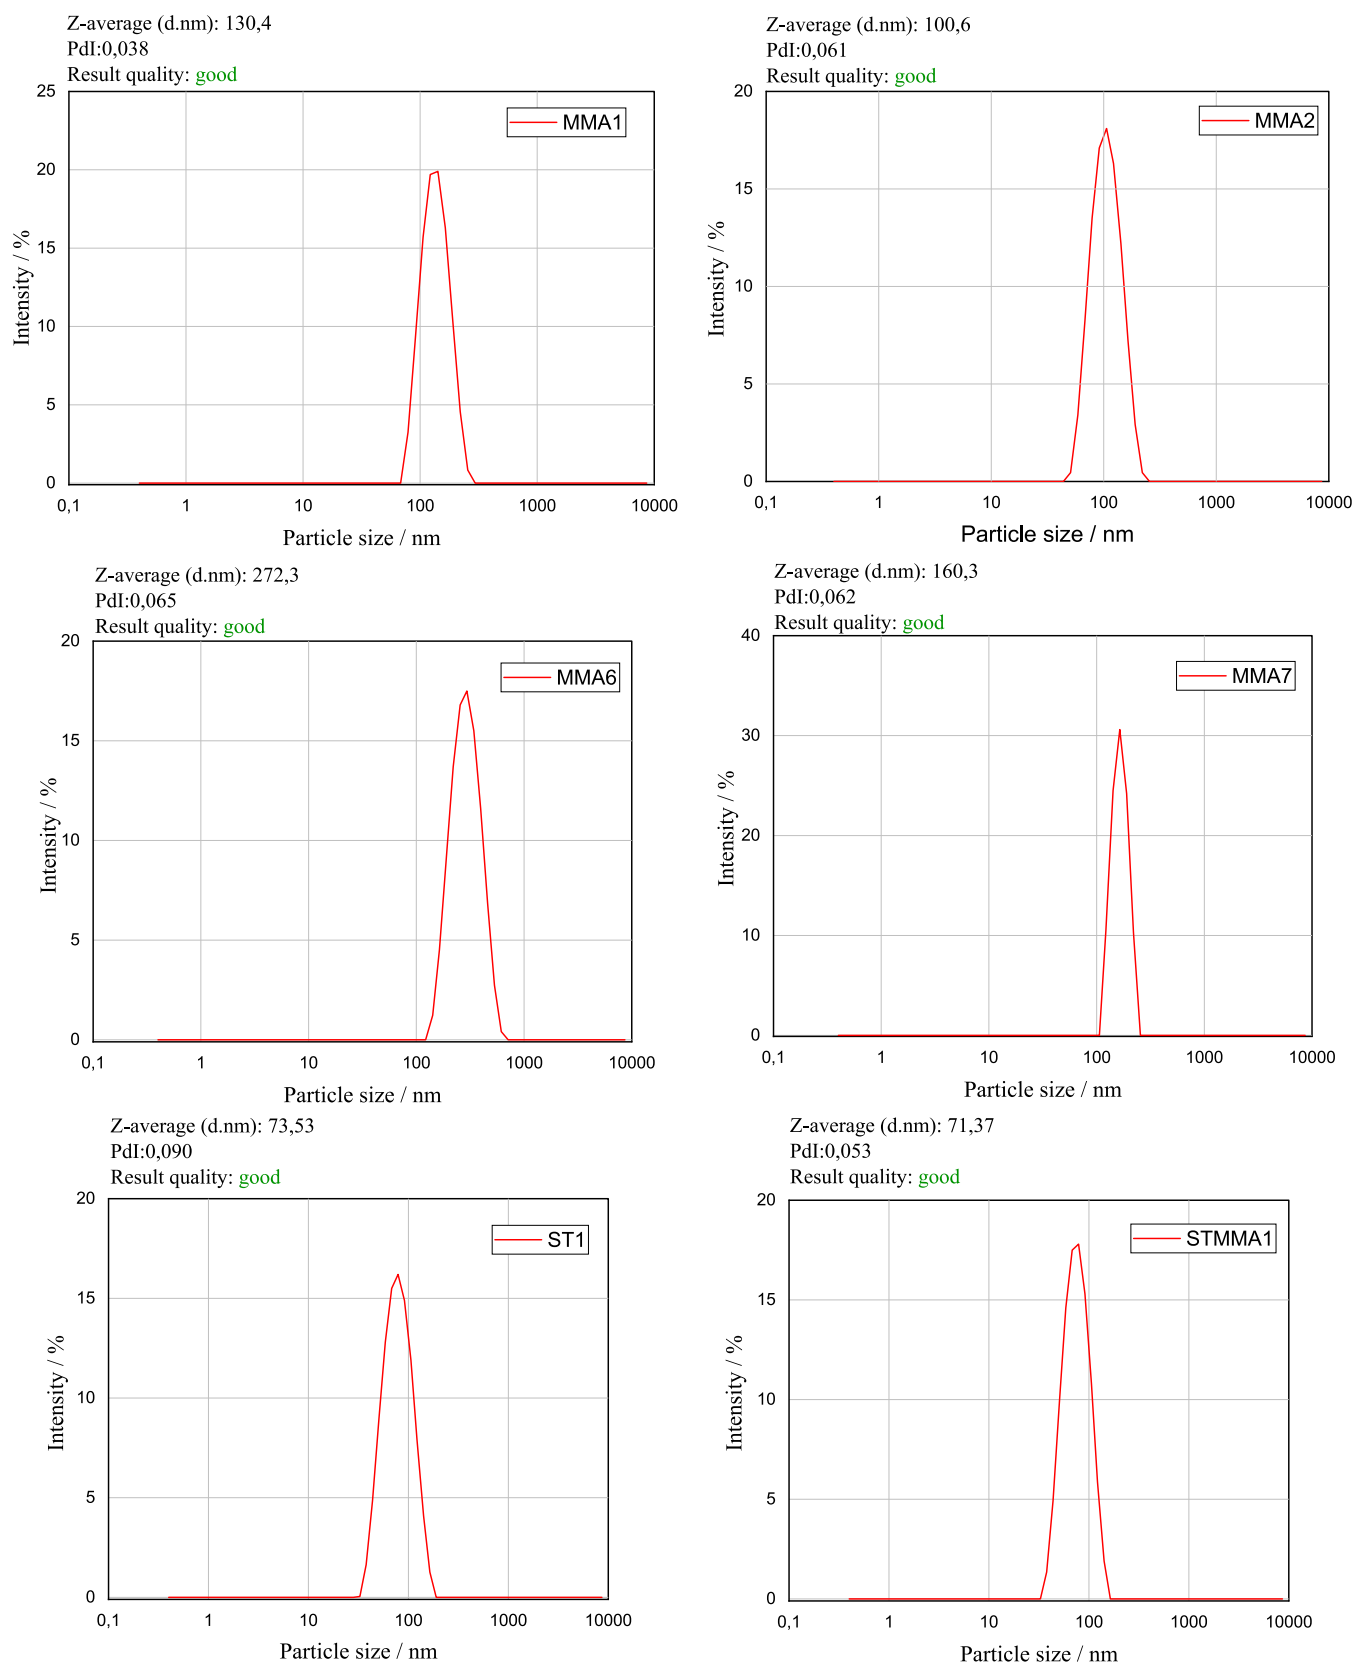 Z-average (d.nm): 130,4
PdI:0,038
Result quality: good
25
20
15
10
5
0
0,1
1
10
100
1000
10000
Intensity / %
Particle size / nm
MMA1
Z-average (d.nm): 100,6
PdI:0,061
Result quality: good
20
15
10
5
0
0,1
1
10
100
1000
10000
Intensity / %
Particle size / nm
MMA2
Z-average (d.nm): 272,3
PdI:0,065
Result quality: good
20
15
10
5
0
0,1
1
10
100
1000
10000
Intensity / %
Particle size / nm
MMA6
Z-average (d.nm): 160,3
PdI:0,062
Result quality: good
40
30
20
10
0
0,1
1
10
100
1000
10000
Intensity / %
Particle size / nm
MMA7
Z-average (d.nm): 73,53
PdI:0,090
Result quality: good
20
15
10
5
0
0,1
1
10
100
1000
10000
Intensity / %
Particle size / nm
ST1
Z-average (d.nm): 71,37
PdI:0,053
Result quality: good
20
15
10
5
0
0,1
1
10
100
1000
10000
Intensity / %
Particle size / nm
STMMA1